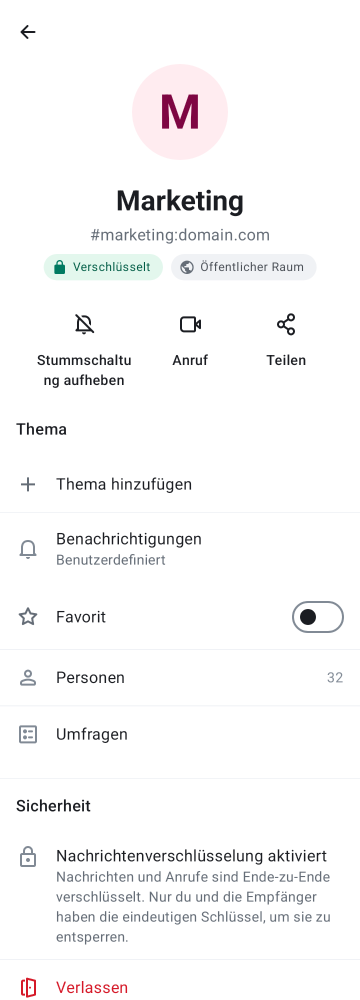 M
Marketing
#marketing:domain.com
Verschlüsselt Öffentlicher Raum
Stummschaltu
ng aufheben
Anruf
Teilen
Thema
Thema hinzufügen
Benachrichtigungen
Benutzerdefiniert
Favorit
Personen 32
Umfragen
Sicherheit
Nachrichtenverschlüsselung aktiviert
Nachrichten und Anrufe sind Ende-zu-Ende
verschlüsselt. Nur du und die Empfänger
haben die eindeutigen Schlüssel, um sie zu
entsperren.
Verlassen